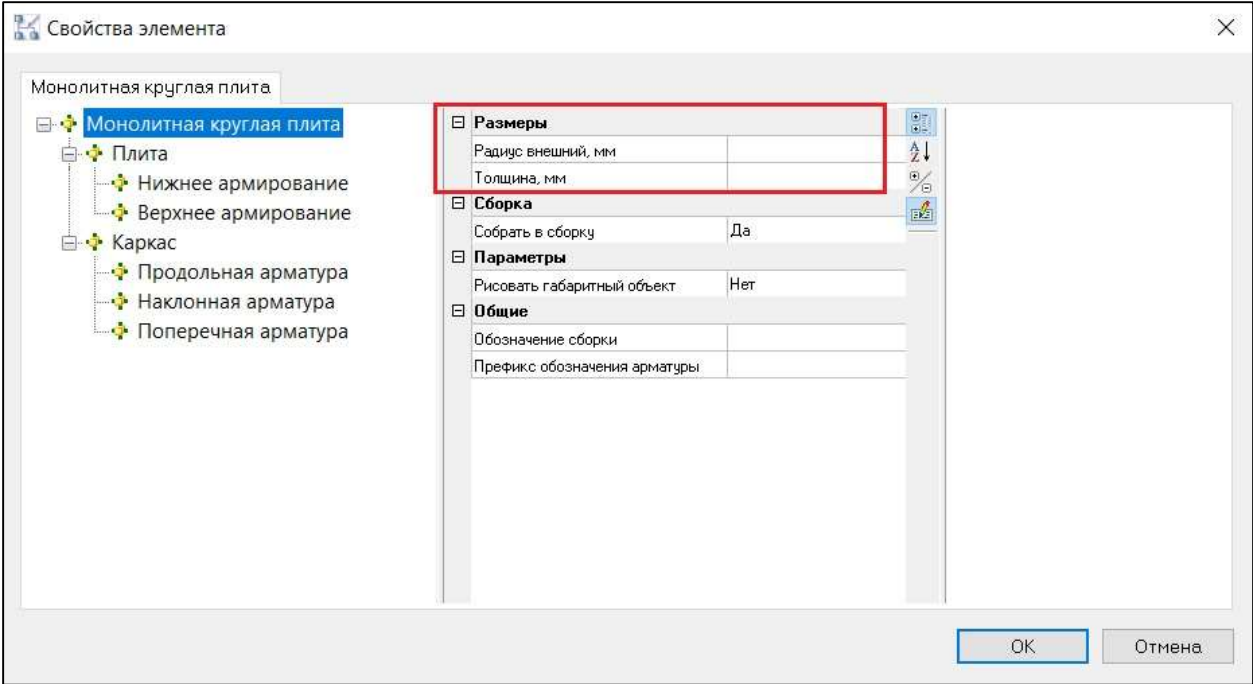 Свойства элемента
Монолитная круглая плита
Монолитная круглая плита
Плита
Нижнее армирование
Верхнее армирование
Каркас
Продольная арматура
Наклонная арматура
Поперечная арматура
Размеры
Радиус внешний, мм
Толщина, мм
Сборка
Собрать в сборку Да
Параметры
Рисовать габаритный объект Нет
Общие
Обозначение сборки
Префикс обозначения арматуры
OK Отмена